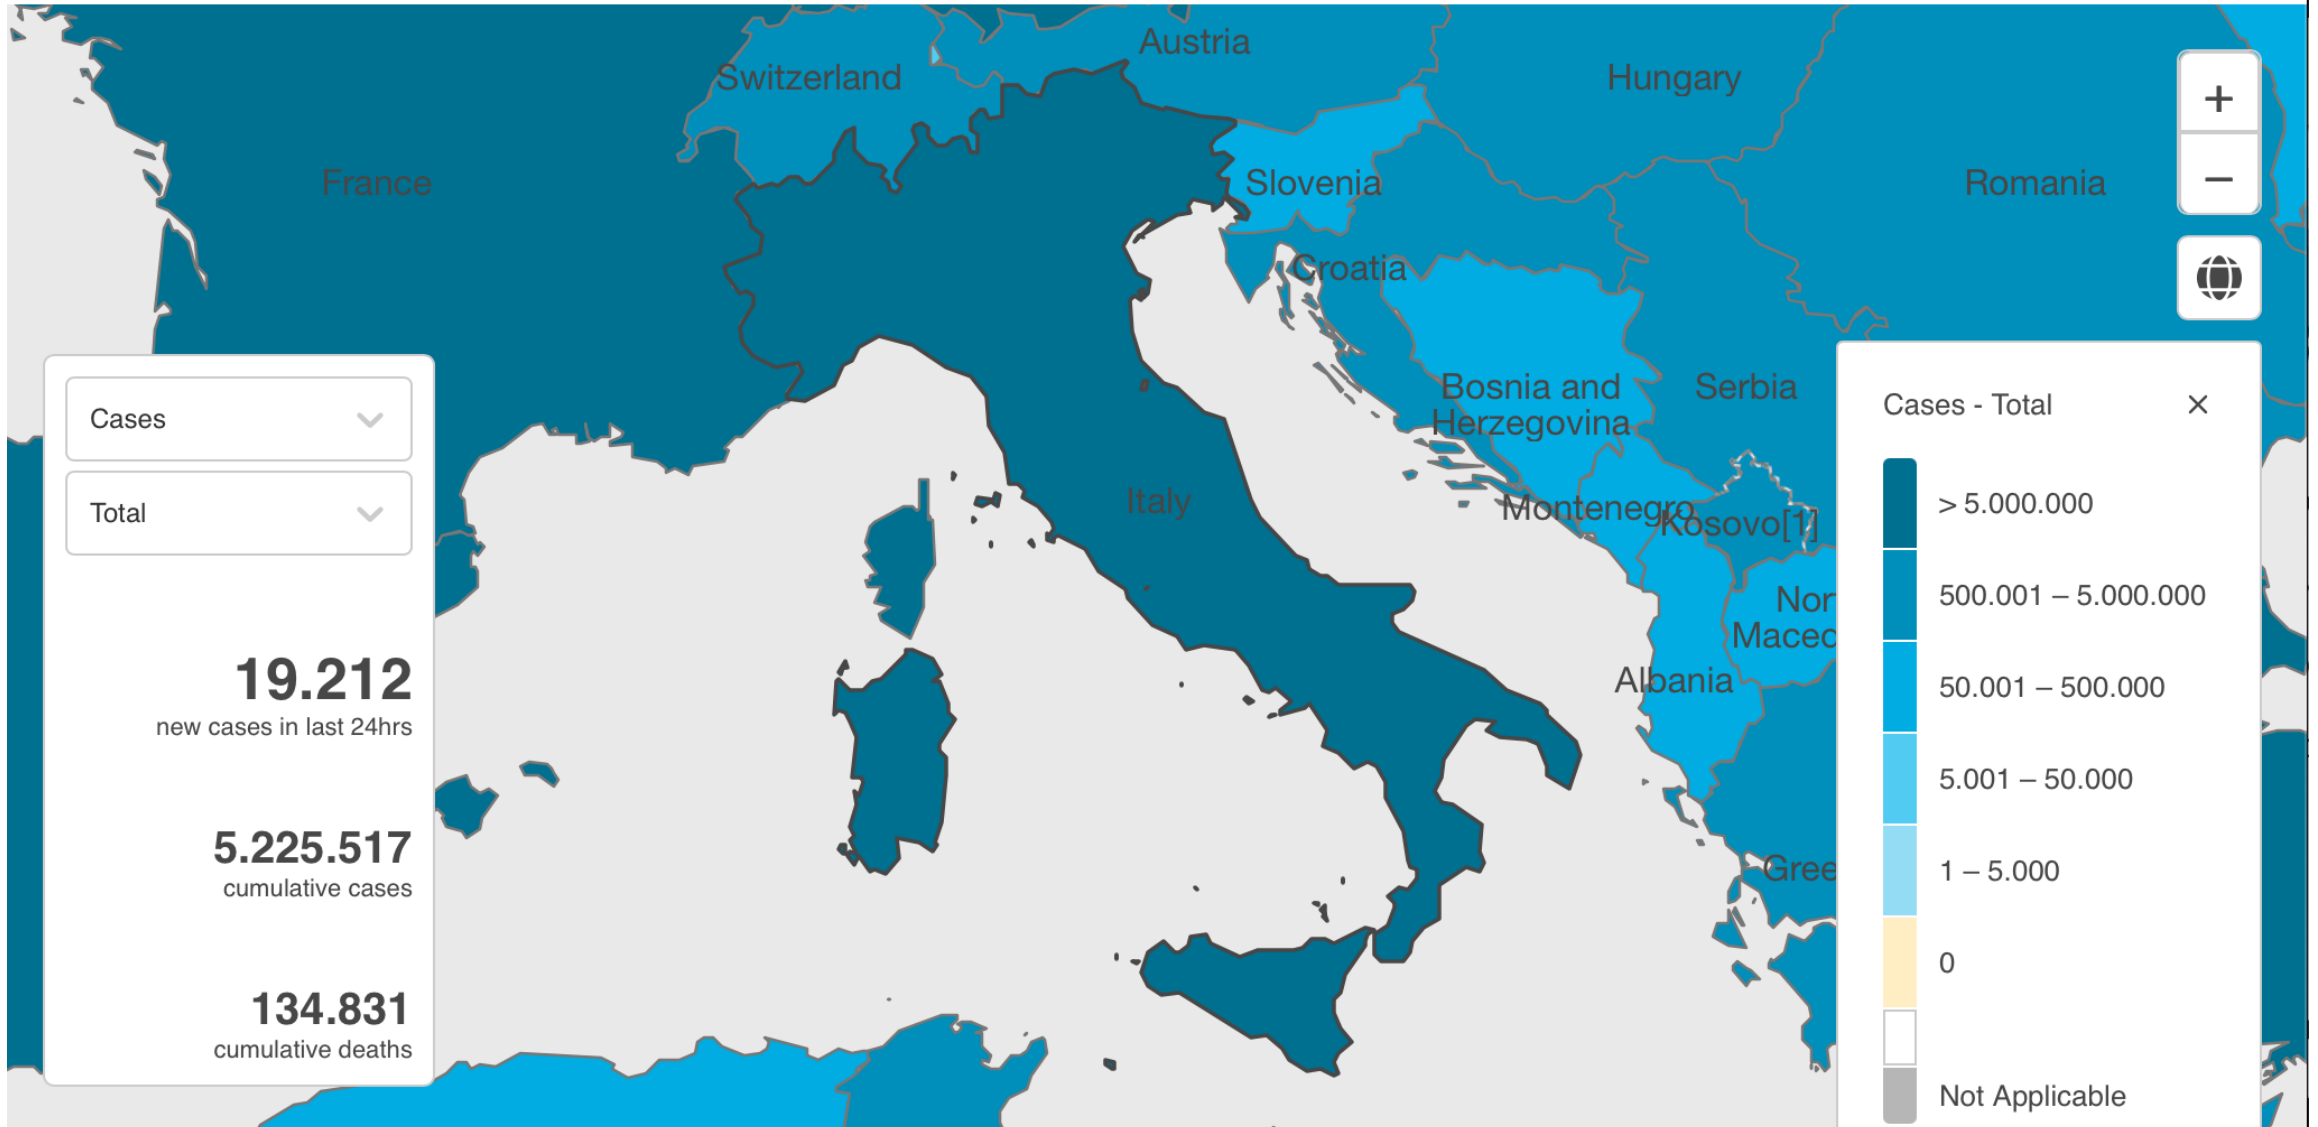 Austria
Switzerland
Hungary
France
Slovenia
Romania
Croatia
Bosnia and
Herzegovina
Serbia
Italy
Montenegro
Kosovo[1]
Nor
Maced
Albania
Gree
+
−
Cases
Total
19.212
new cases in last 24hrs
5.225.517
cumulative cases
134.831
cumulative deaths
Cases - Total ×
> 5.000.000
500.001 – 5.000.000
50.001 – 500.000
5.001 – 50.000
1 – 5.000
0
Not Applicable